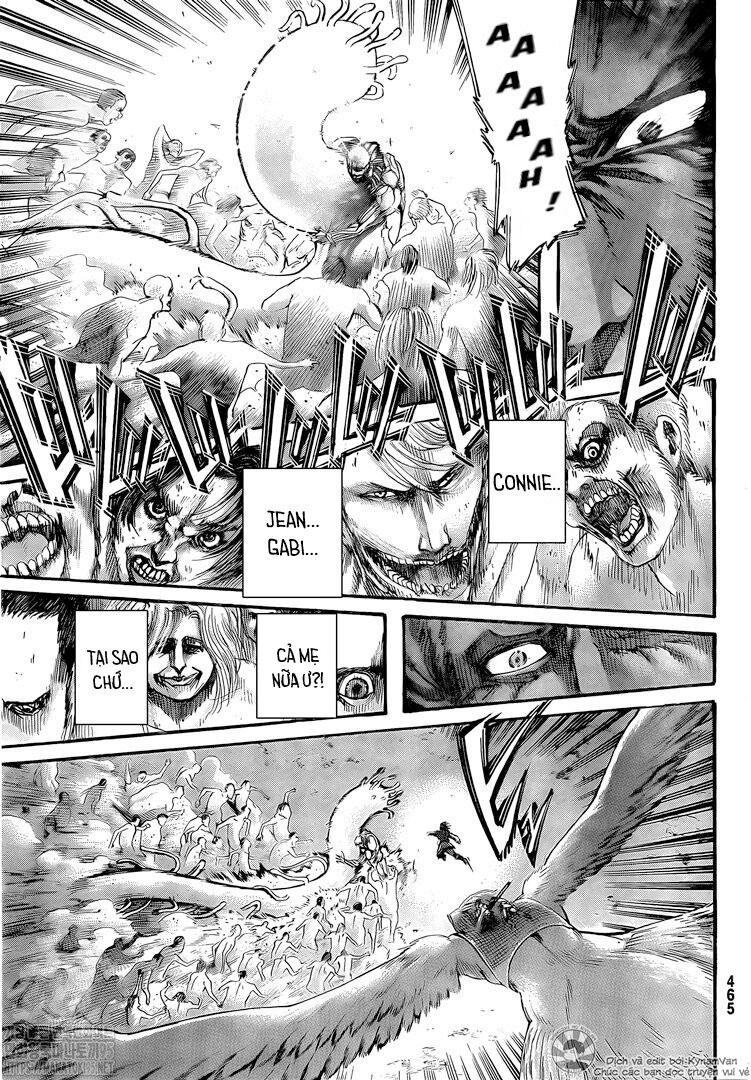 AAAAAAAH!
CONNIE..
JEAN...
GABI...
CẢ MẸ
NỮA Ư?!
TẠI SAO
CHỨ...
465
Dịch và edit bởi:KynamVan
Chúc các bạn đọc truyện vui vẻ